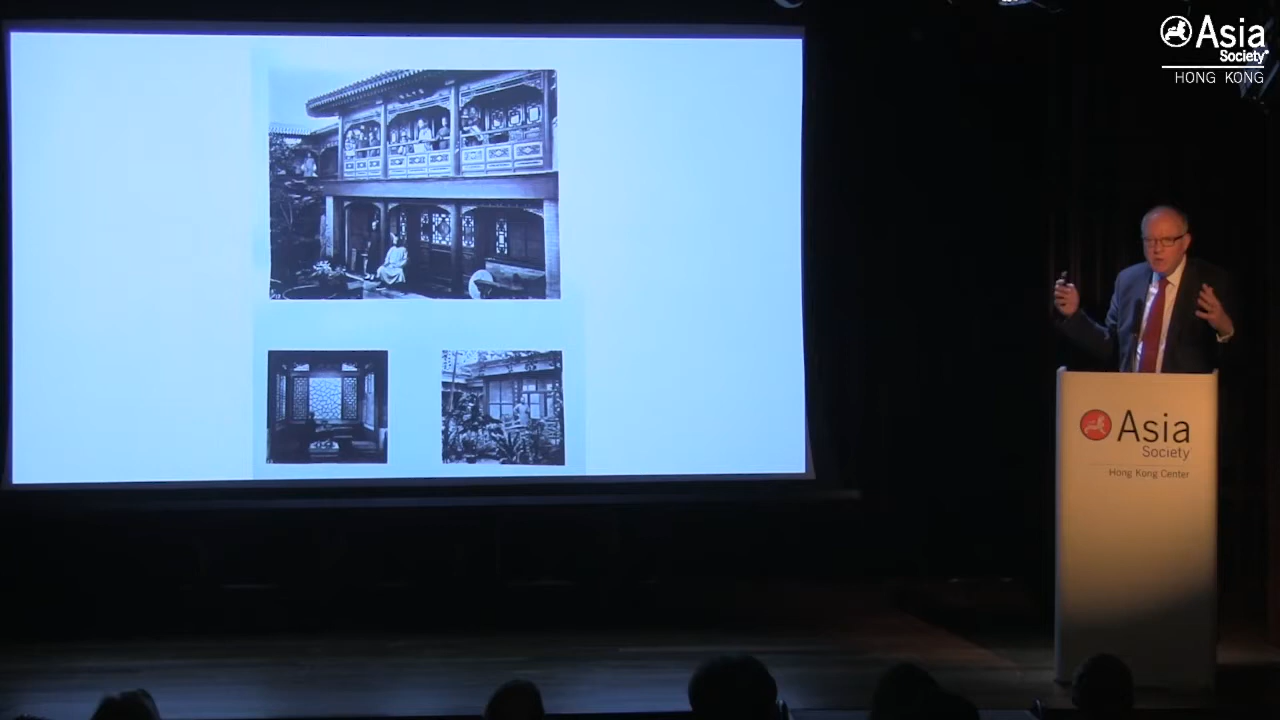 Asia
Society
HONG KONG
Asia
Society
Hong Kong Center